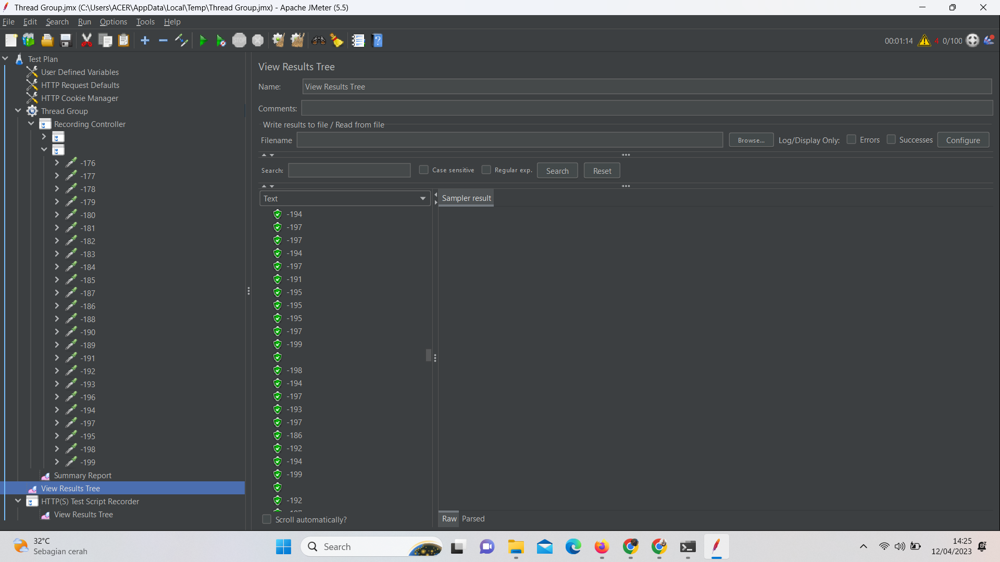 Thread Group.jmx (C:\Users\ACER\AppData\Local\Temp\Thread Group.jmx) - Apache JMeter (5.5)
File Edit Search Run Options Tools Help
STOP
00:01:14 4 0/100
Test Plan
User Defined Variables
HTTP Request Defaults
HTTP Cookie Manager
Thread Group
Recording Controller
-176
-177
-178
-179
-180
-181
-182
-183
-184
-185
-187
-186
-188
-190
-189
-191
-192
-193
-196
-194
-197
-195
-198
-199
Summary Report
View Results Tree
HTTP(S) Test Script Recorder
View Results Tree
View Results Tree
Name: View Results Tree
Comments:
Write results to file / Read from file
Filename Browse... Log/Display Only: Errors Successes Configure
Search: Case sensitive Regular exp. Search Reset
Text
Sampler result
-194
-197
-197
-194
-197
-191
-195
-195
-195
-197
-199
-198
-194
-197
-193
-197
-186
-192
-194
-199
-192
Scroll automatically?
Raw Parsed
32°C
Sebagian cerah
Search
14:25
12/04/2023